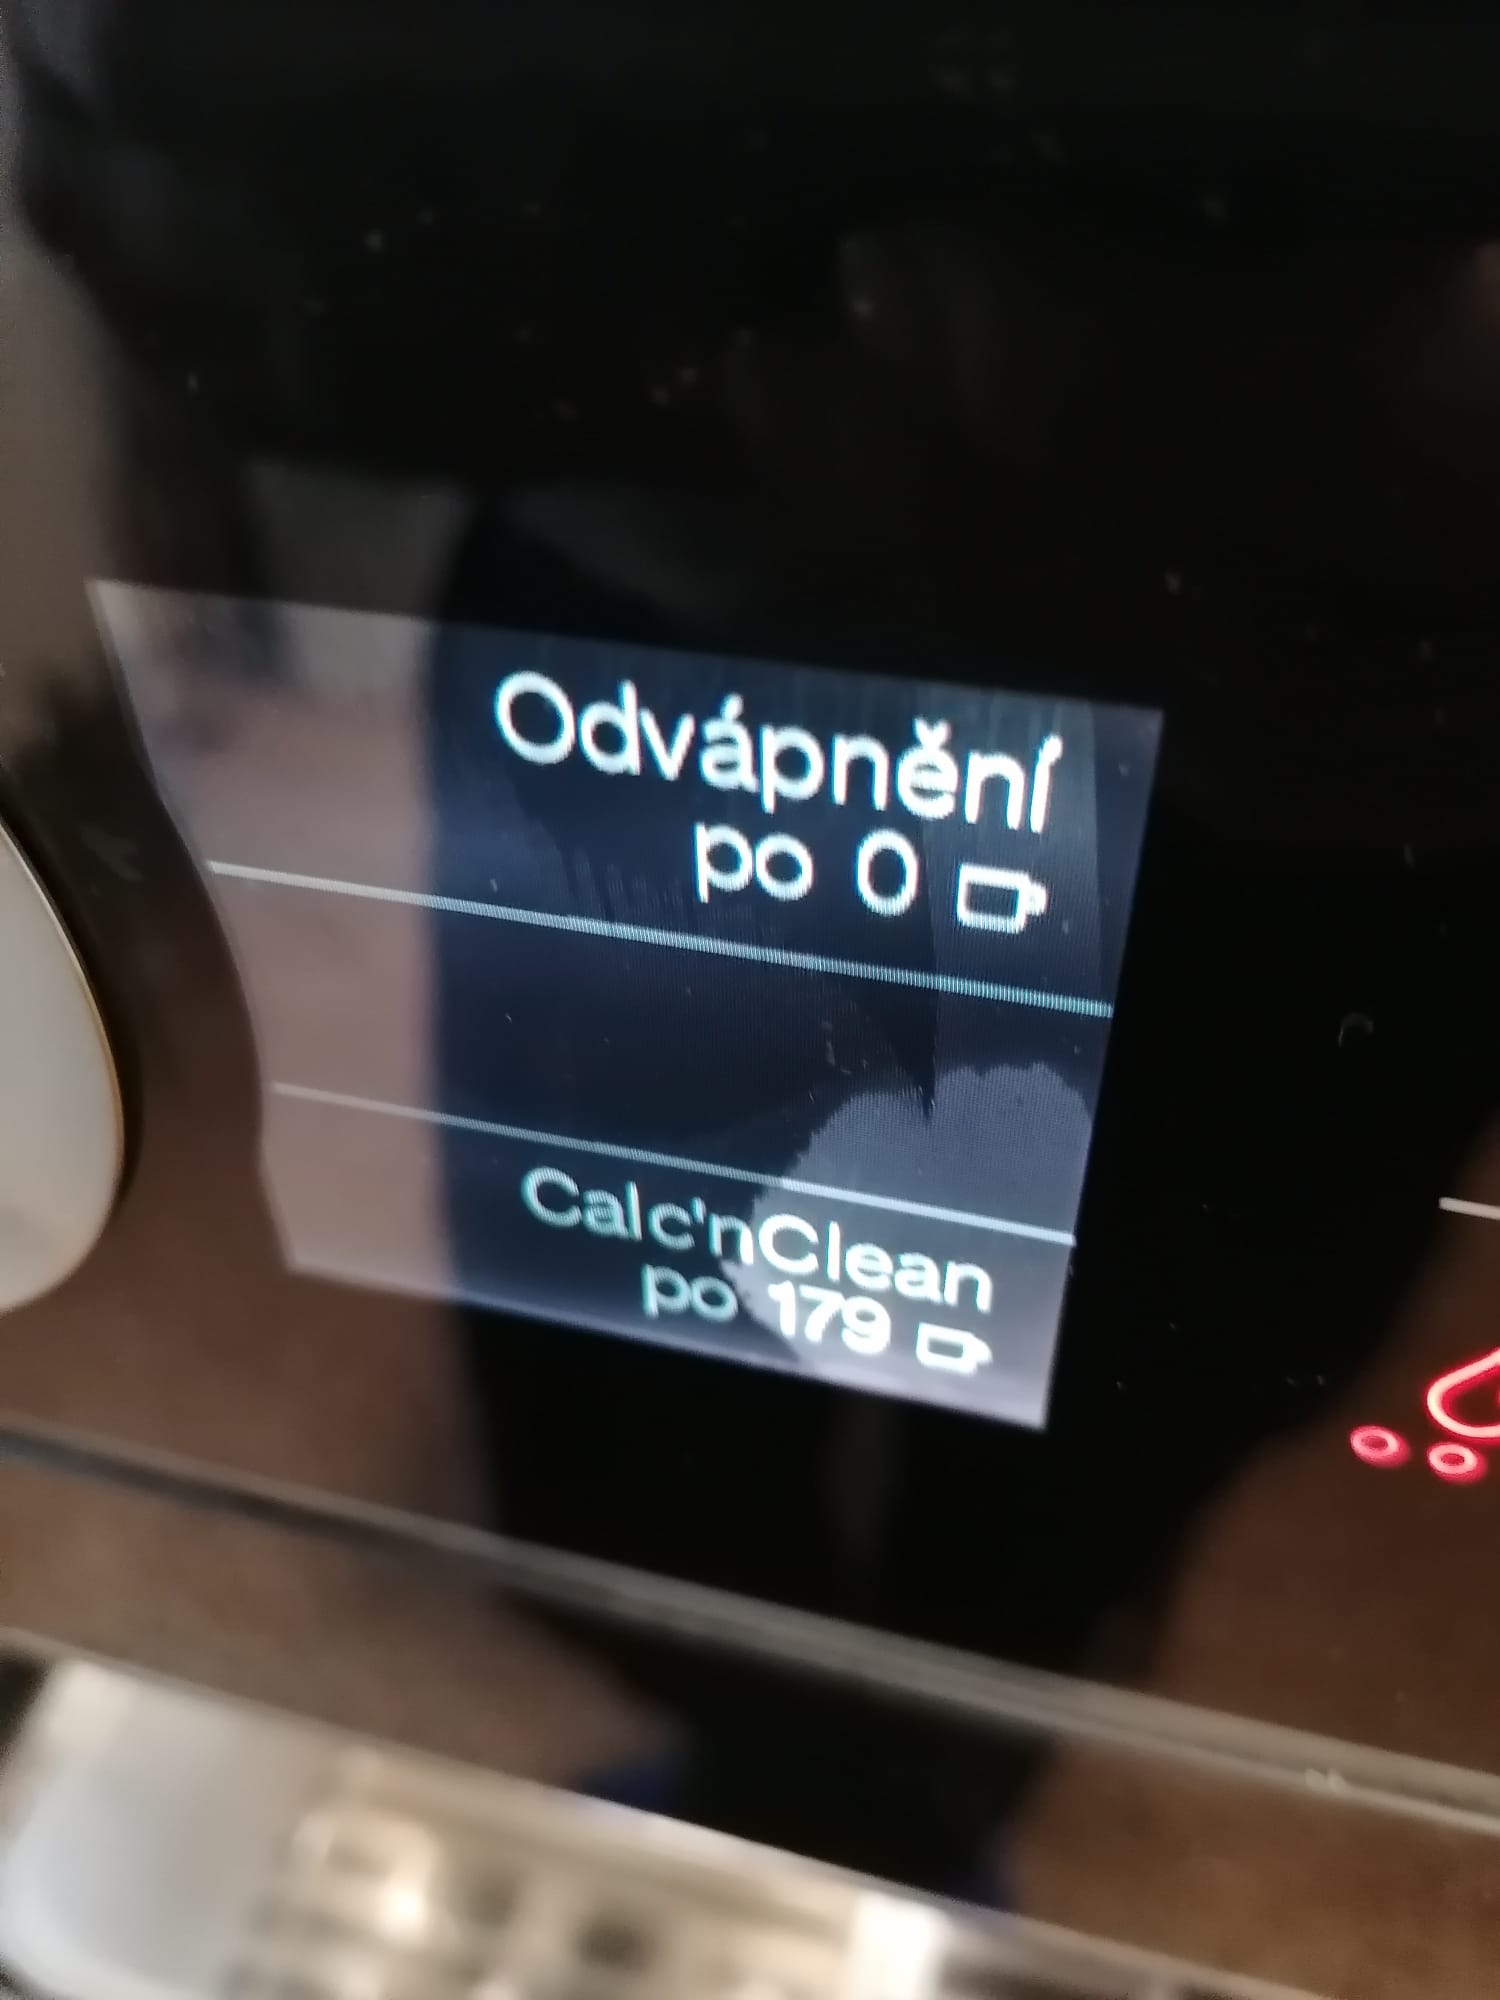 Odvápnění
po 0
Calc'nClean
po 179